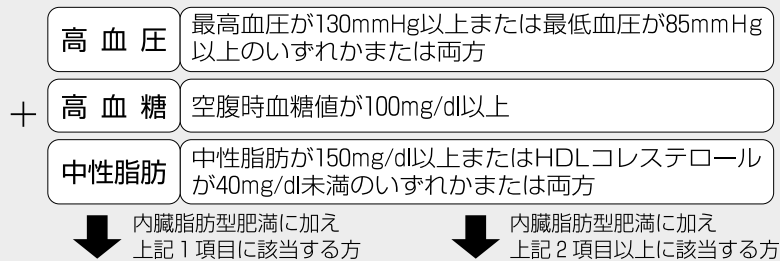 高血圧
最高血圧が130mmHg以上または最低血圧が85mmHg
以上のいずれかまたは両方
＋
高血糖
空腹時血糖値が100mg/dl以上
中性脂肪
中性脂肪が150mg/dl以上またはHDLコレステロール
が40mg/dl未満のいずれかまたは両方
内臓脂肪型肥満に加え
上記１項目に該当する方
内臓脂肪型肥満に加え
上記２項目以上に該当する方